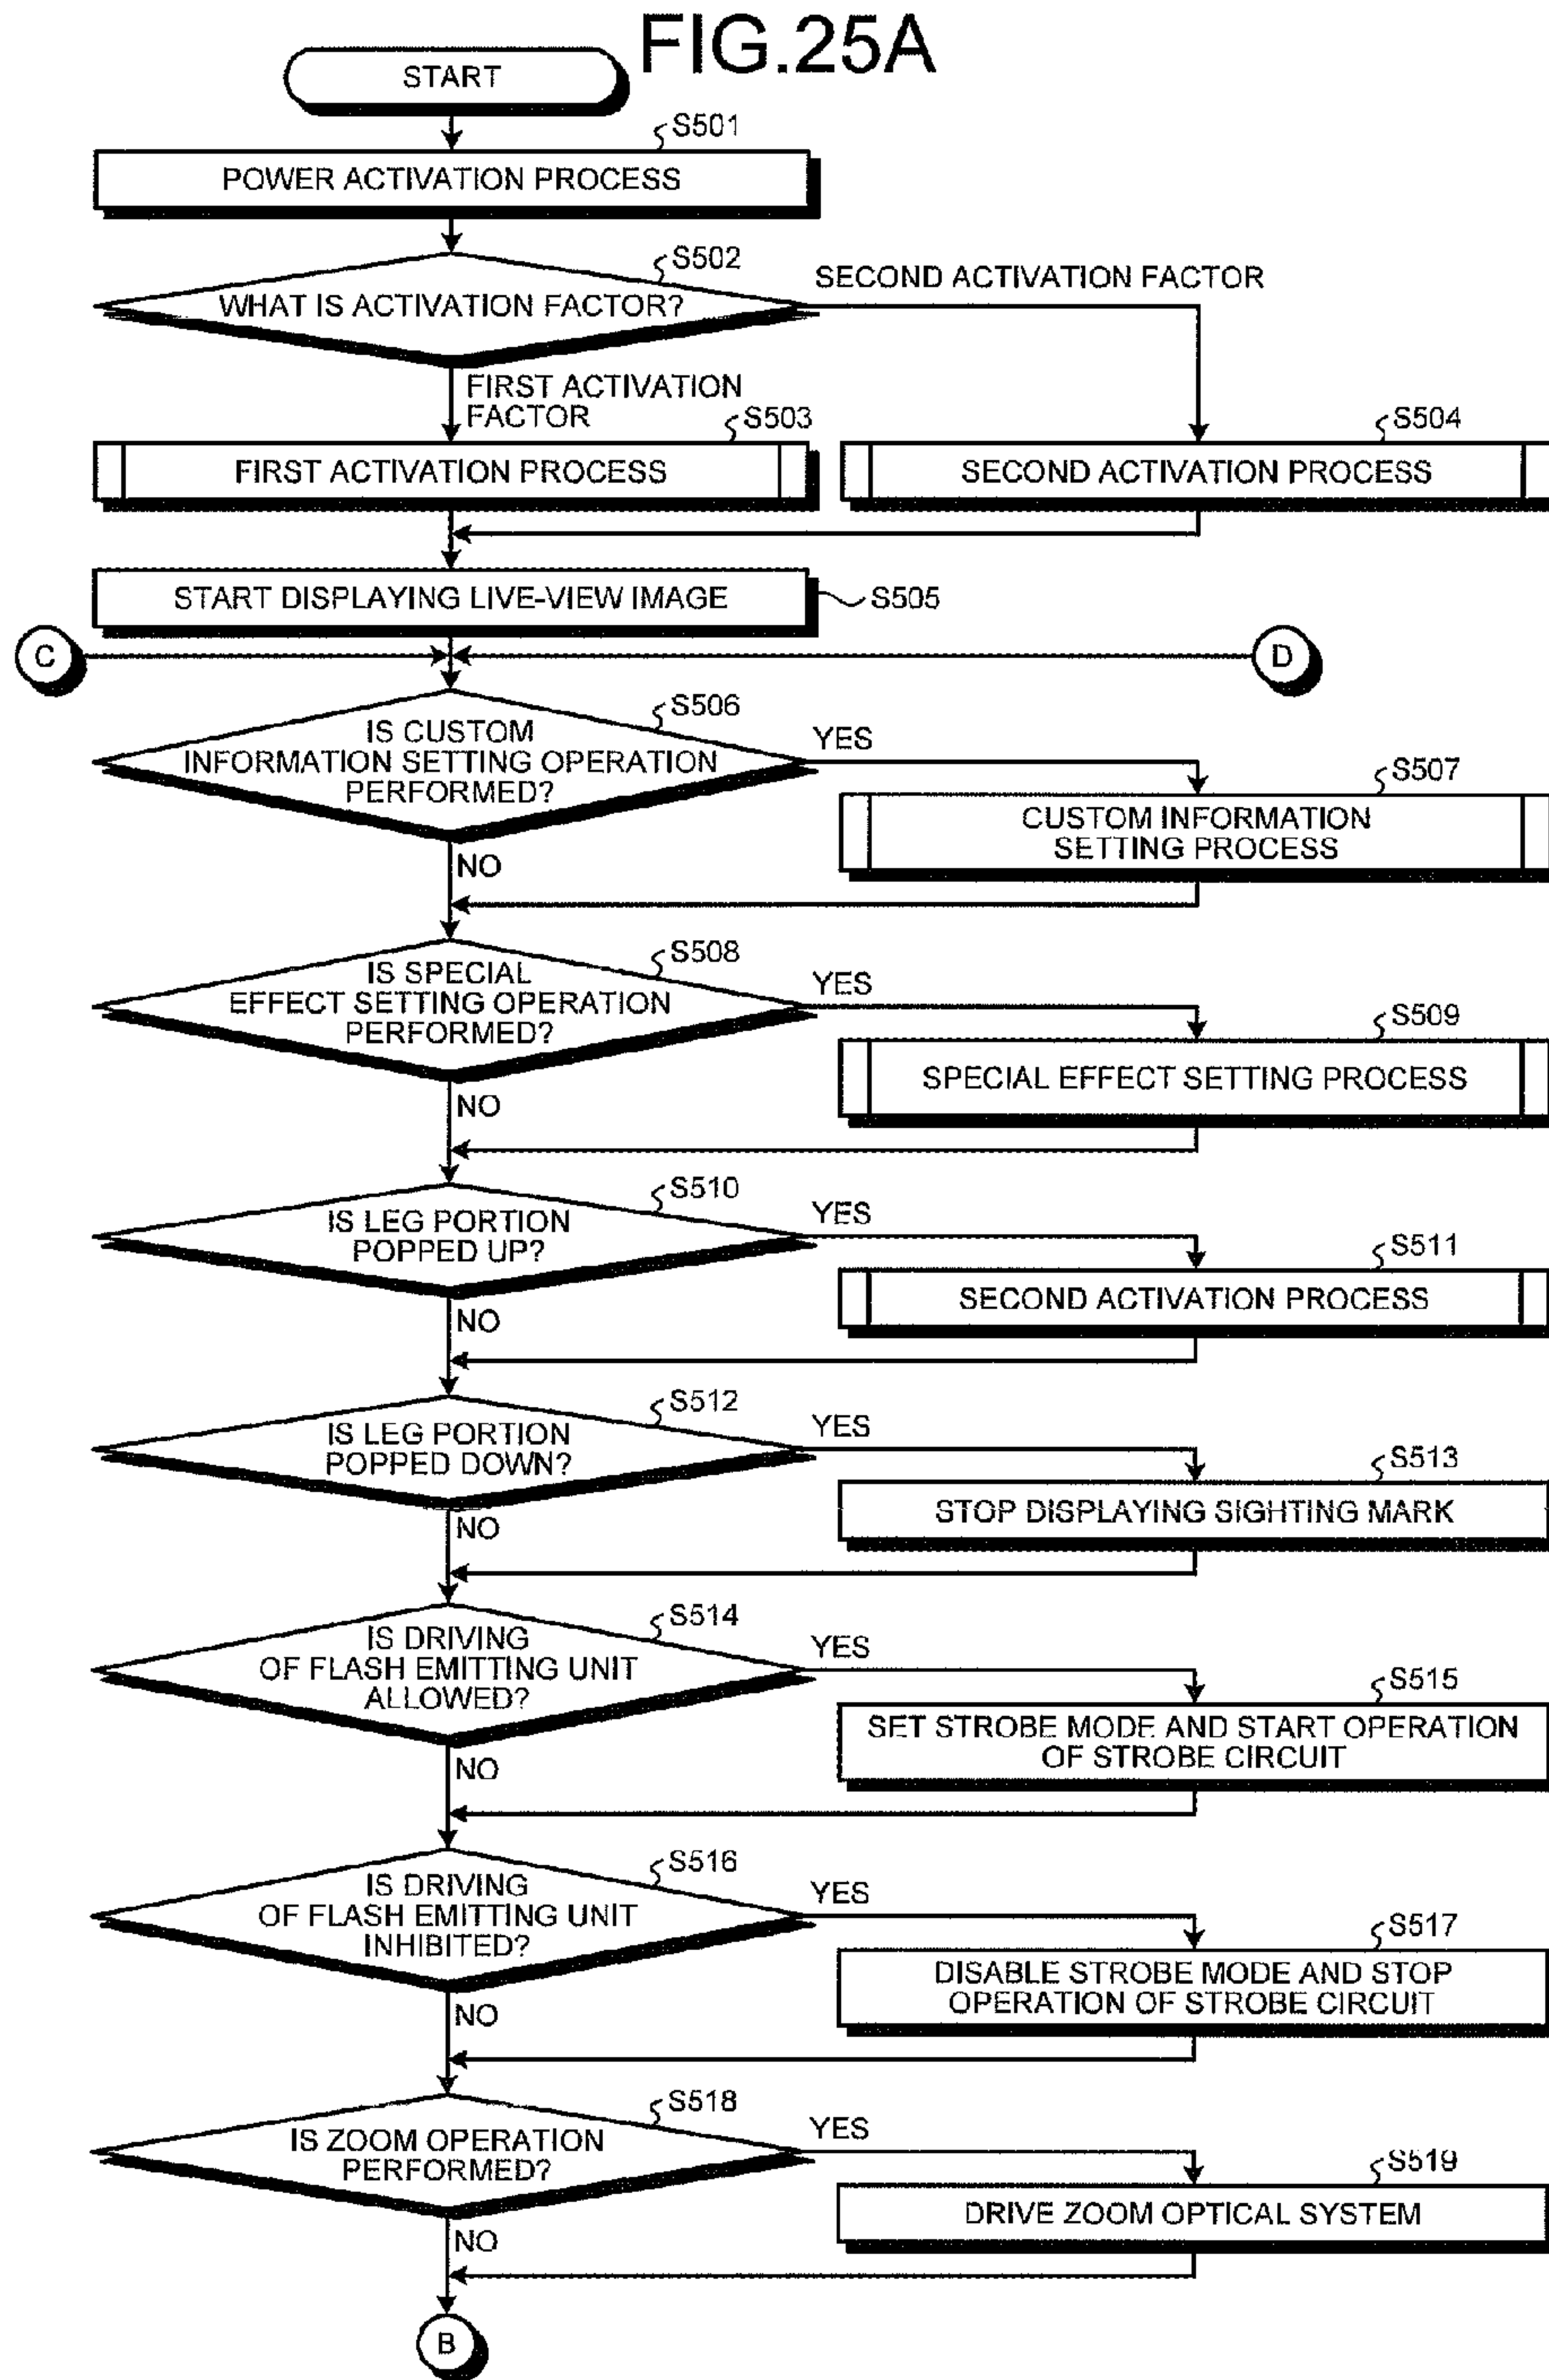 FIG.25A
START
S501
POWER ACTIVATION PROCESS
S502
WHAT IS ACTIVATION FACTOR?
SECOND ACTIVATION FACTOR
FIRST ACTIVATION
FACTOR
S503
FIRST ACTIVATION PROCESS
S504
SECOND ACTIVATION PROCESS
START DISPLAYING LIVE-VIEW IMAGE
S505
C
D
S506
IS CUSTOM
INFORMATION SETTING OPERATION
PERFORMED?
YES
S507
CUSTOM INFORMATION
SETTING PROCESS
NO
S508
IS SPECIAL
EFFECT SETTING OPERATION
PERFORMED?
YES
S509
SPECIAL EFFECT SETTING PROCESS
NO
S510
IS LEG PORTION
POPPED UP?
YES
S511
SECOND ACTIVATION PROCESS
NO
S512
IS LEG PORTION
POPPED DOWN?
YES
S513
STOP DISPLAYING SIGHTING MARK
NO
S514
IS DRIVING
OF FLASH EMITTING UNIT
ALLOWED?
YES
S515
SET STROBE MODE AND START OPERATION
OF STROBE CIRCUIT
NO
S516
IS DRIVING
OF FLASH EMITTING UNIT
INHIBITED?
YES
S517
DISABLE STROBE MODE AND STOP
OPERATION OF STROBE CIRCUIT
NO
S518
IS ZOOM OPERATION
PERFORMED?
YES
S519
DRIVE ZOOM OPTICAL SYSTEM
NO
B